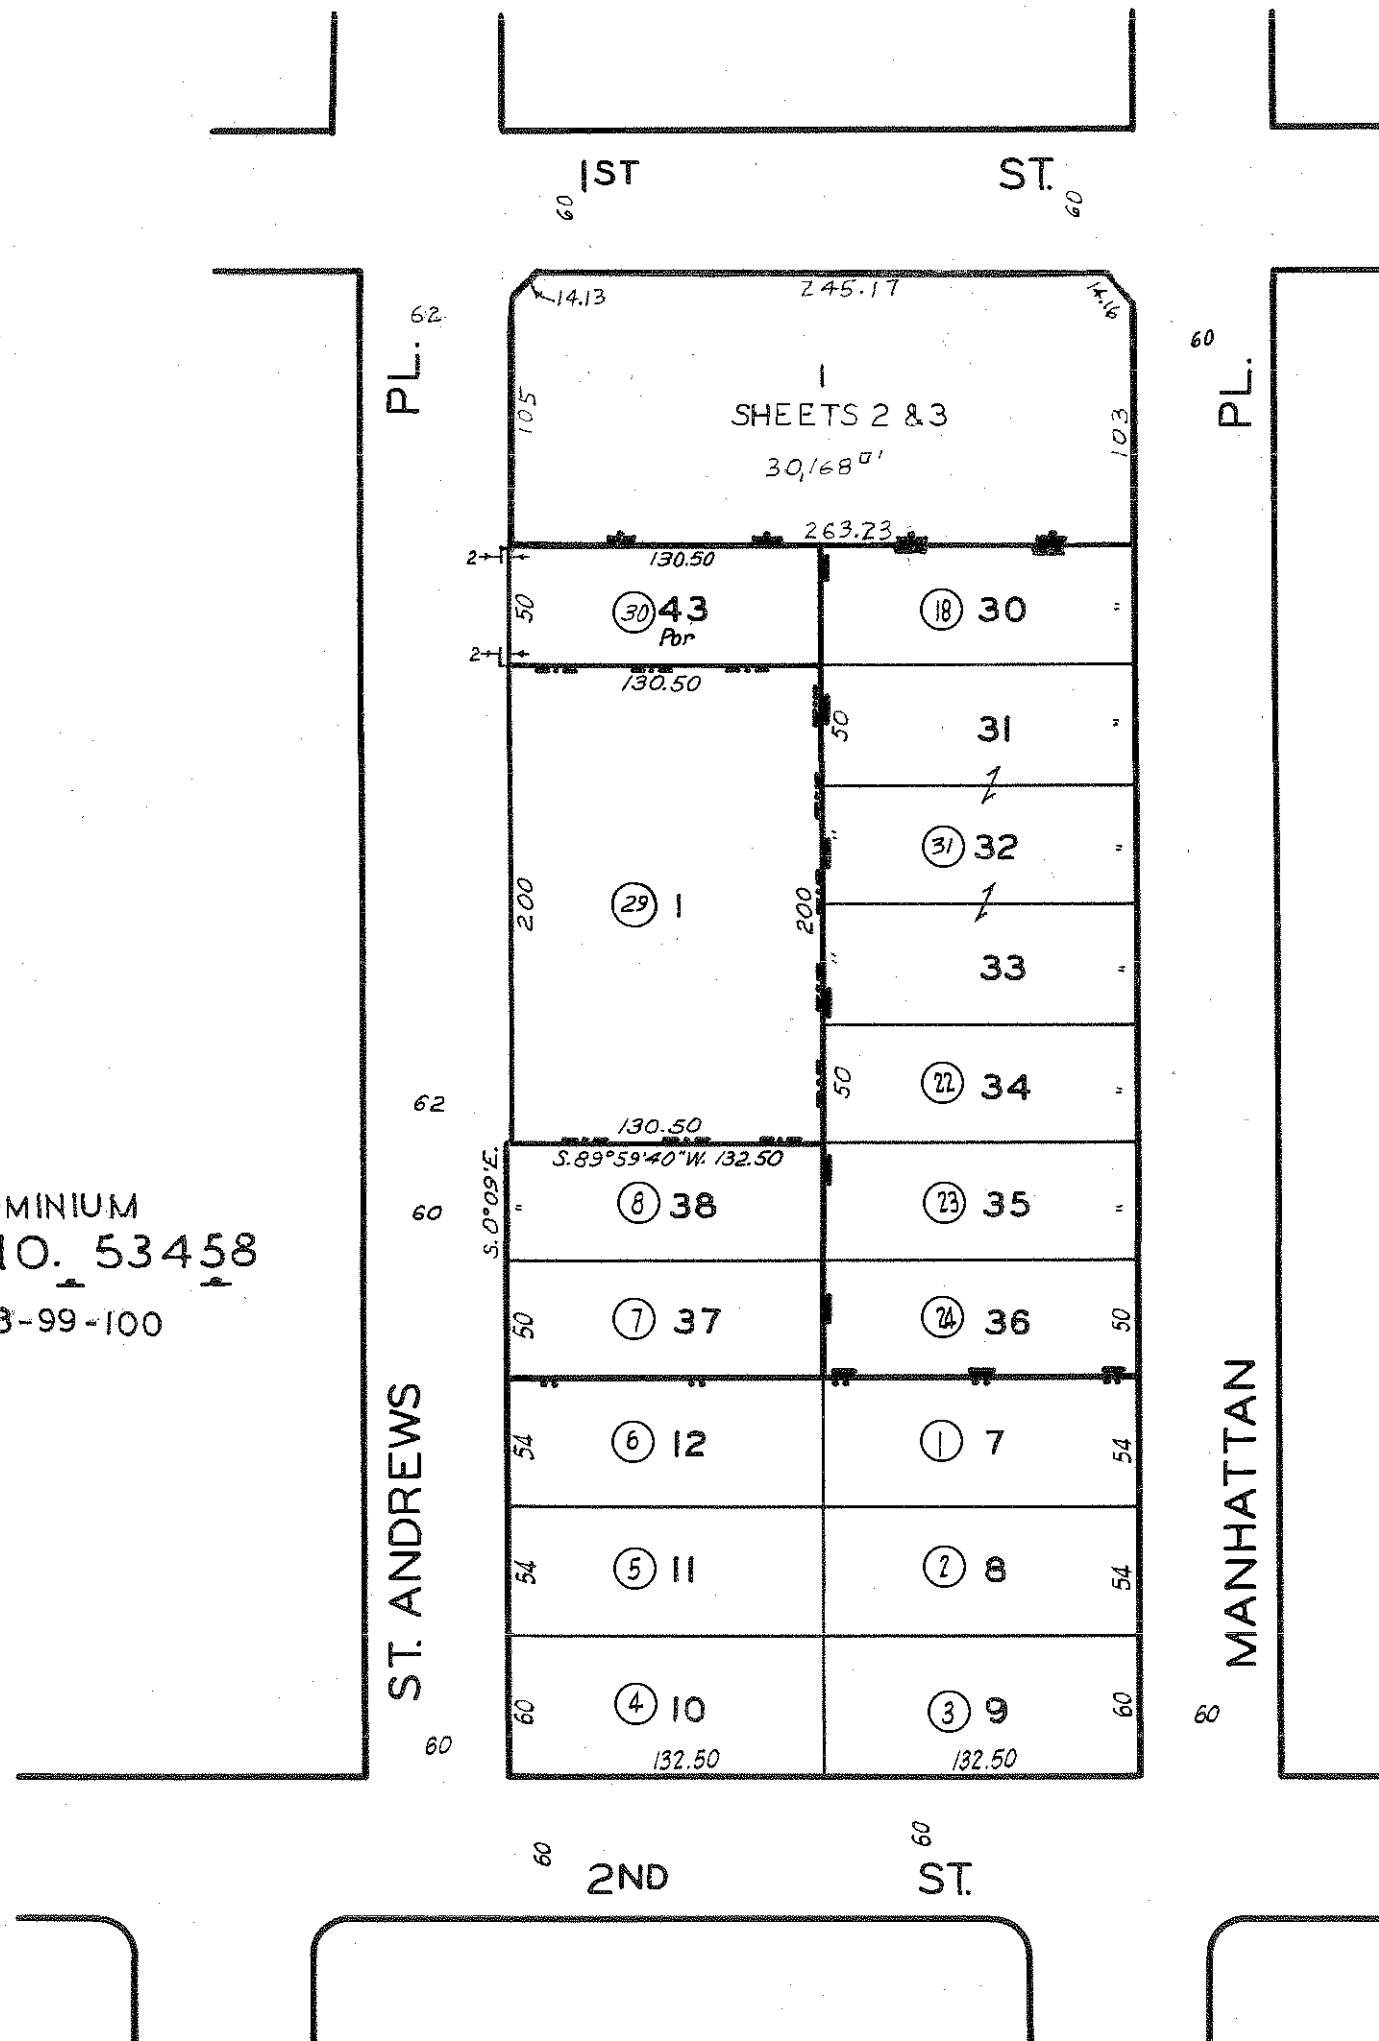 1ST ST.
60 60
14.13 245.17 14.16
62
60
PL.
PL.
105
103
1
SHEETS 2 & 3
30,168 □'
263.23
2 130.50
50 30 43 18 30 "
Por
2
130.50
50 31 "
" 31 32 "
200 29 1 200
" 33 "
50 22 34 "
62
130.50
S.89°59'40"W. 132.50
S.0°09'E.
60 " 8 38 23 35 "
MINIUM
O. 53458
3-99-100
50 7 37 24 36 50
54 6 12 1 7 54
ST. ANDREWS
MANHATTAN
54 5 11 2 8 54
60 4 10 3 9 60
60 60
132.50 132.50
60 60
2ND ST.